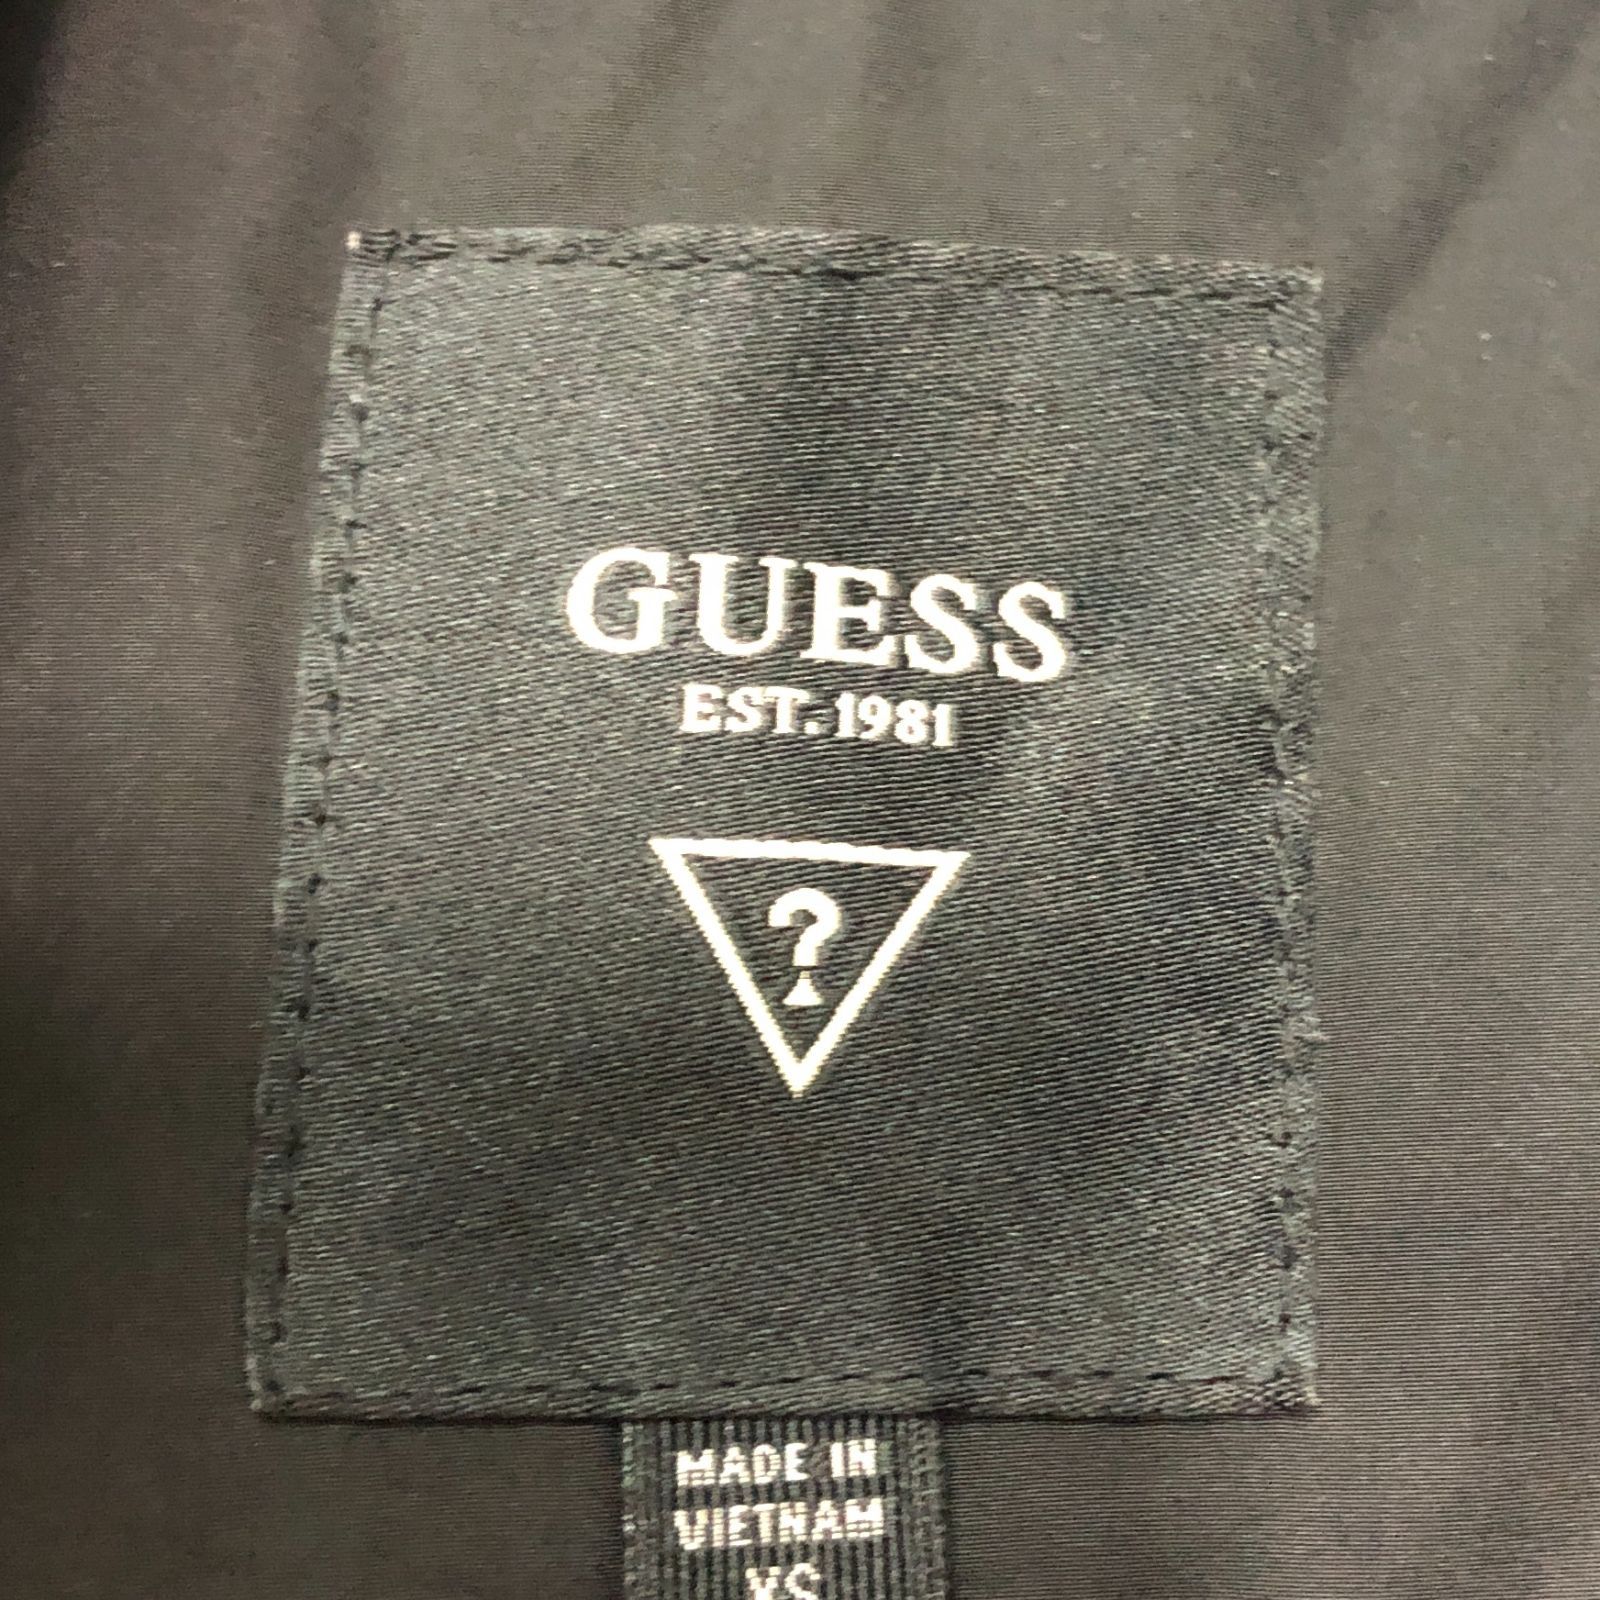 GUESS
EST. 1981
?
MADE IN
VIETNAM
XS